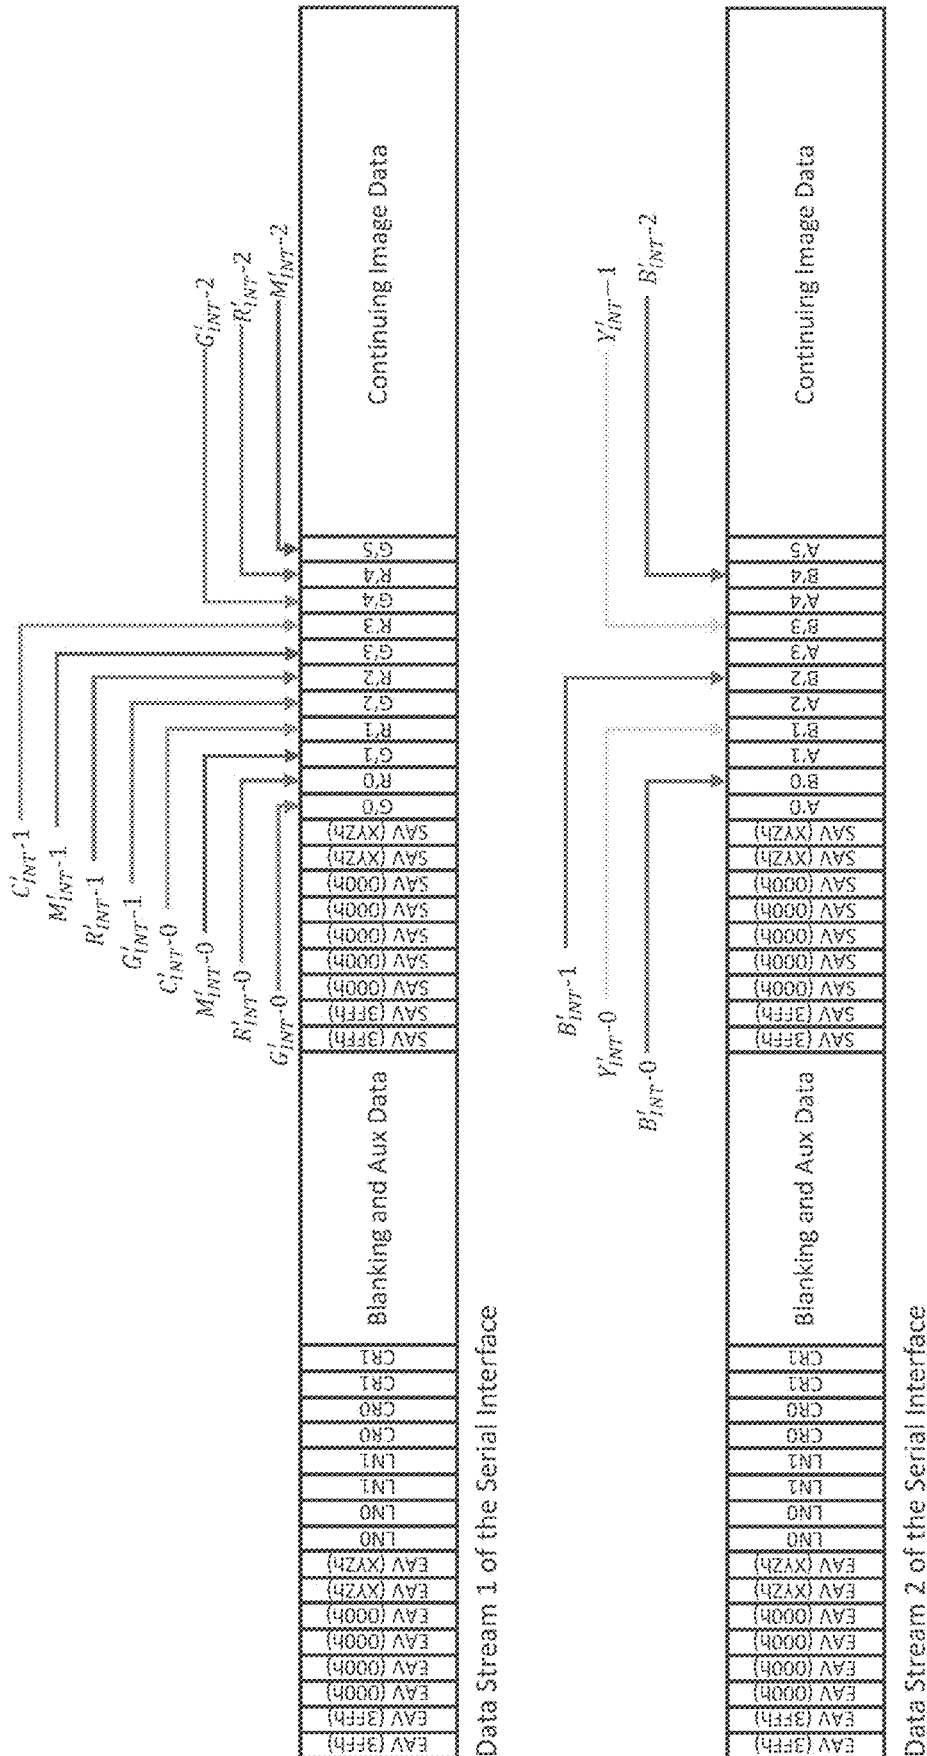 C'INT-1
M'INT-1
R'INT-1
G'INT-1
C'INT-0
M'INT-0
R'INT-0
G'INT-0
G'INT-2
R'INT-2
M'INT-2
EAV (3FFh)
EAV (3FFh)
EAV (000h)
EAV (000h)
EAV (000h)
EAV (000h)
EAV (XYZh)
EAV (XYZh)
LN0
LN0
LN1
LN1
CR0
CR0
CR1
CR1
Blanking and Aux Data
SAV (3FFh)
SAV (3FFh)
SAV (000h)
SAV (000h)
SAV (000h)
SAV (000h)
SAV (000h)
SAV (XYZh)
SAV (XYZh)
G'0
R'0
G'1
R'1
G'2
R'2
G'3
R'3
G'4
R'4
G'5
Continuing Image Data
Data Stream 1 of the Serial Interface
B'INT-1
Y'INT-0
B'INT-0
Y'INT-1
B'INT-2
EAV (3FFh)
EAV (3FFh)
EAV (000h)
EAV (000h)
EAV (000h)
EAV (000h)
EAV (XYZh)
EAV (XYZh)
LN0
LN0
LN1
LN1
CR0
CR0
CR1
CR1
Blanking and Aux Data
SAV (3FFh)
SAV (3FFh)
SAV (000h)
SAV (000h)
SAV (000h)
SAV (000h)
SAV (000h)
SAV (XYZh)
SAV (XYZh)
A'0
B'0
A'1
B'1
A'2
B'2
A'3
B'3
A'4
B'4
A'5
Continuing Image Data
Data Stream 2 of the Serial Interface